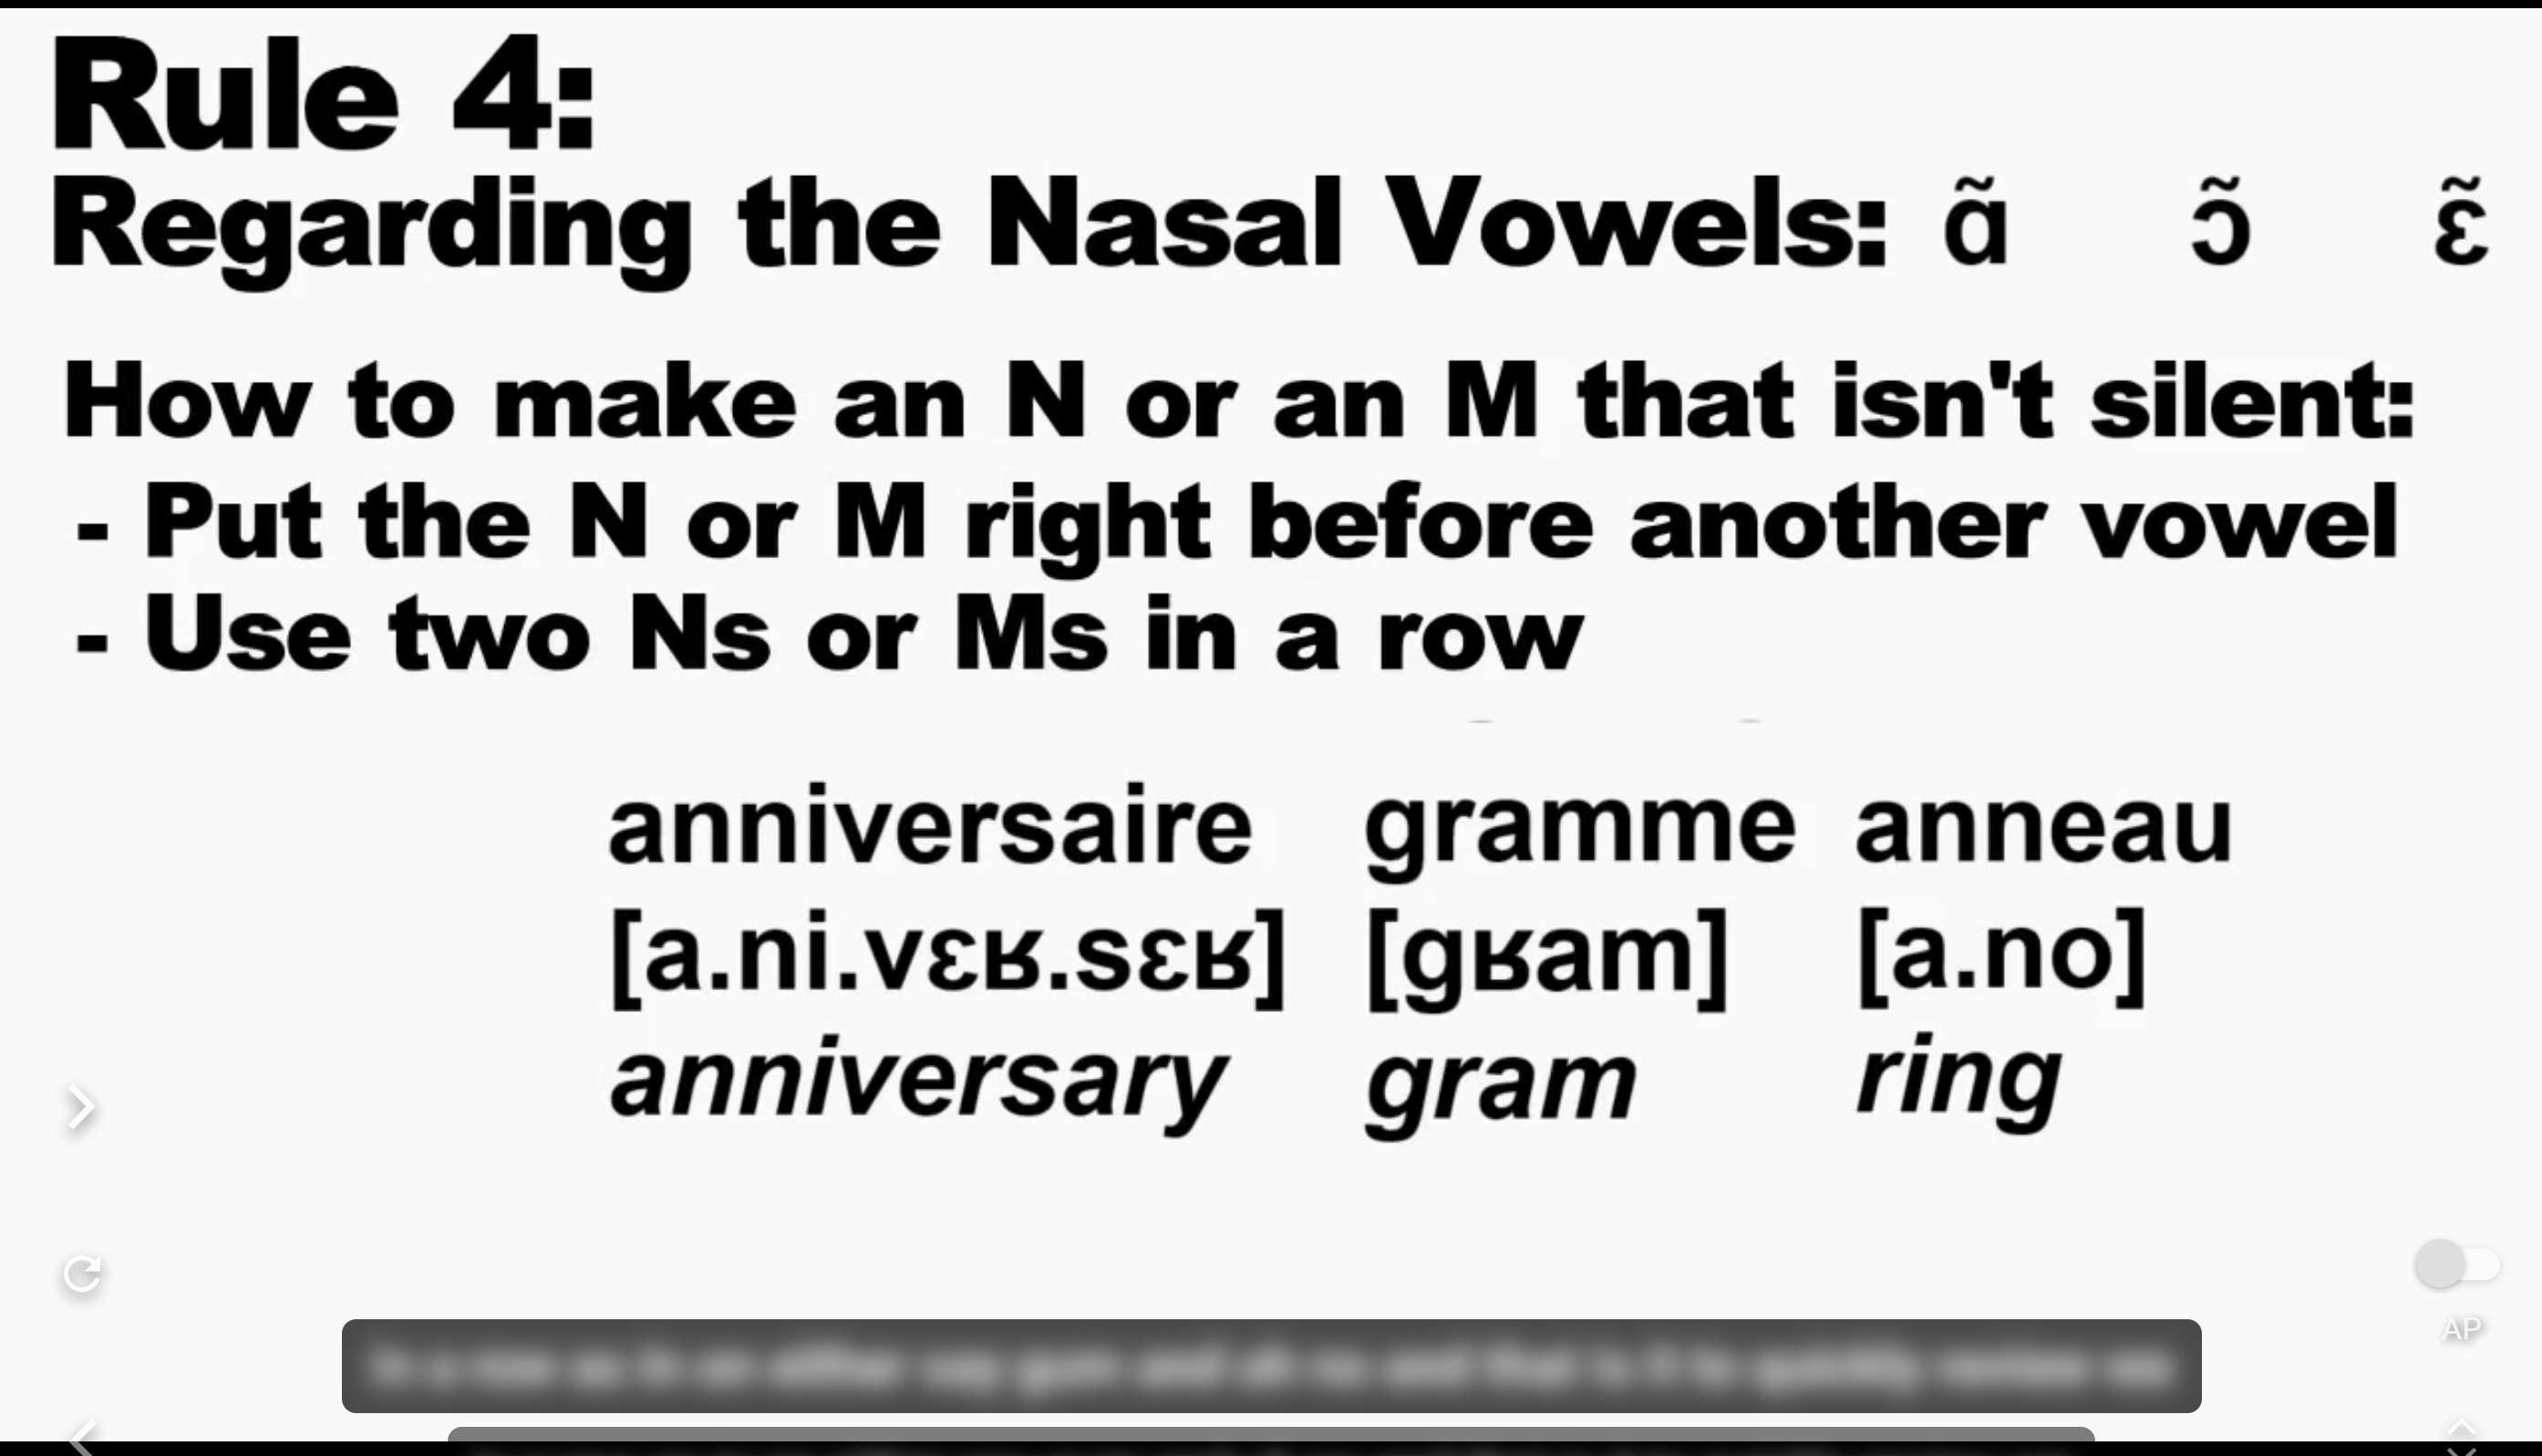 Rule 4:
Regarding the Nasal Vowels: ɑ̃ ɔ̃ ɛ̃
How to make an N or an M that isn't silent:
- Put the N or M right before another vowel
- Use two Ns or Ms in a row
anniversaire gramme anneau
[a.ni.vɛʁ.sɛʁ] [gʁam] [a.no]
anniversary gram ring
AP